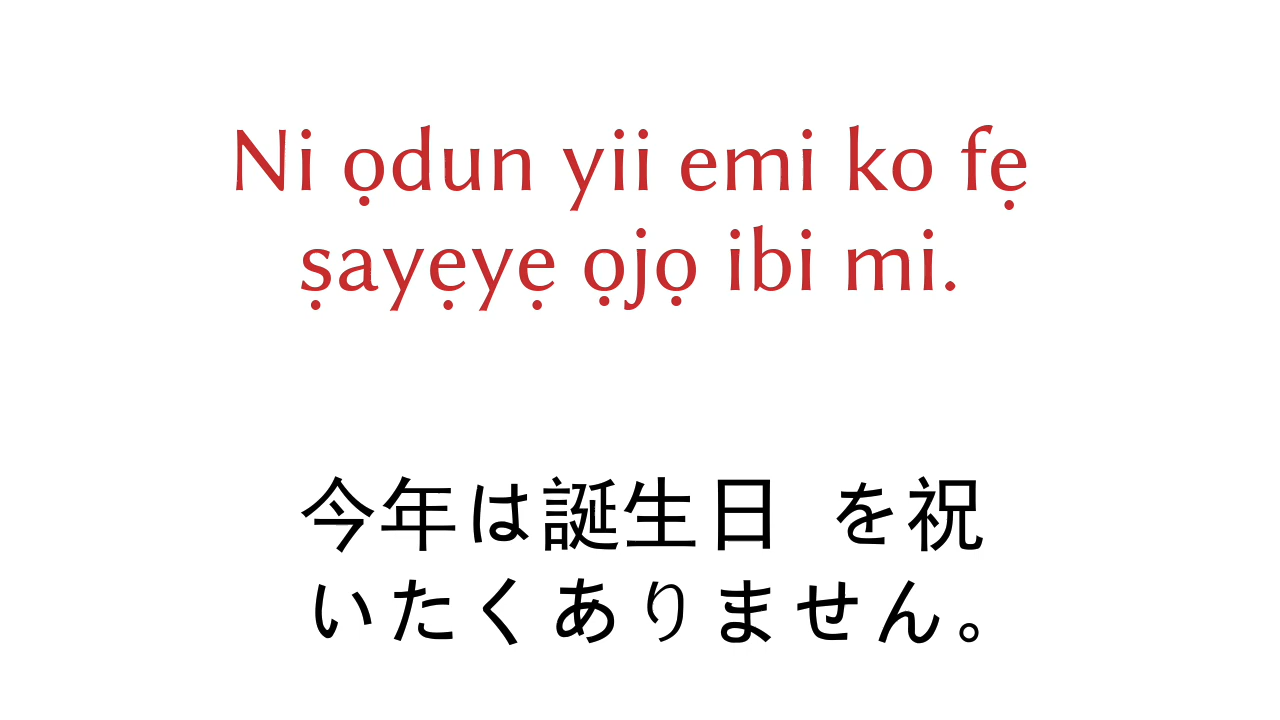 Ni ọdun yii emi ko fẹ
ṣayẹyẹ ọjọ ibi mi.
今年は誕生日 を祝
いたくありません。